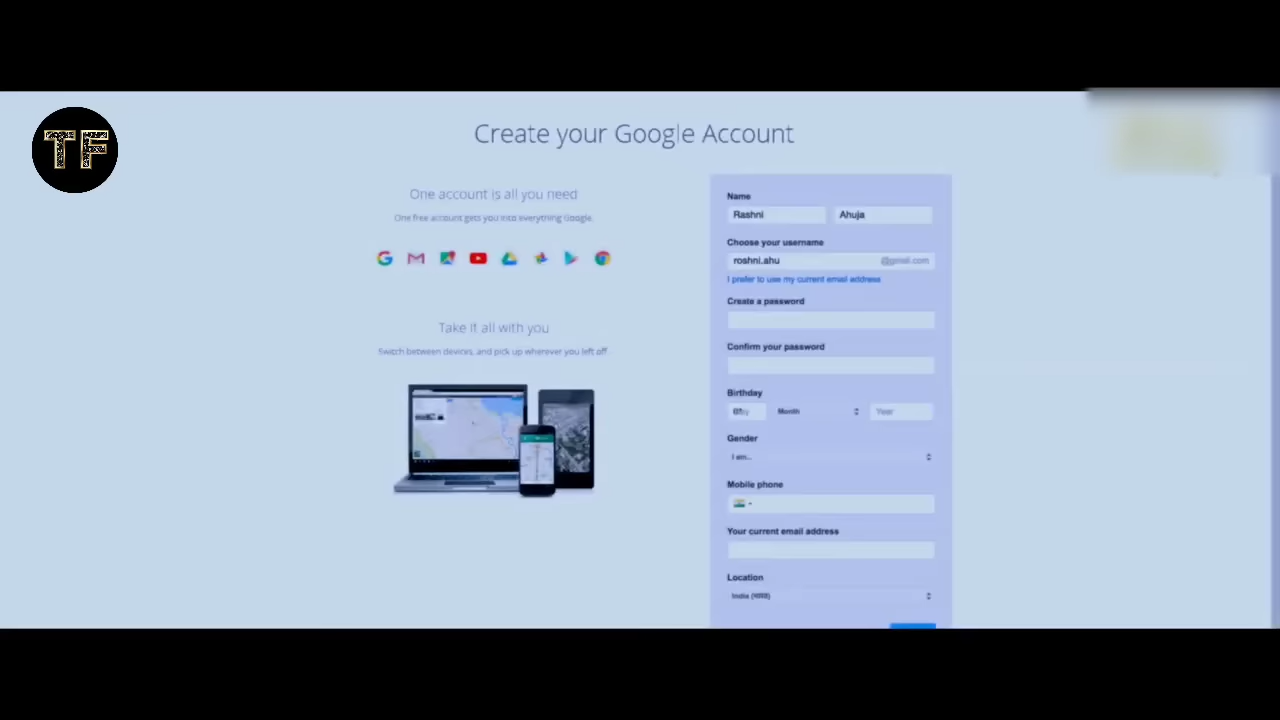 TF
Create your Google Account
One account is all you need
One free account gets you into everything Google.
Take it all with you
Switch between devices, and pick up wherever you left off.
Name
Rashni Ahuja
Choose your username
roshni.ahu @gmail.com
I prefer to use my current email address
Create a password
Confirm your password
Birthday
Month Year
Gender
I am...
Mobile phone
Your current email address
Location
India